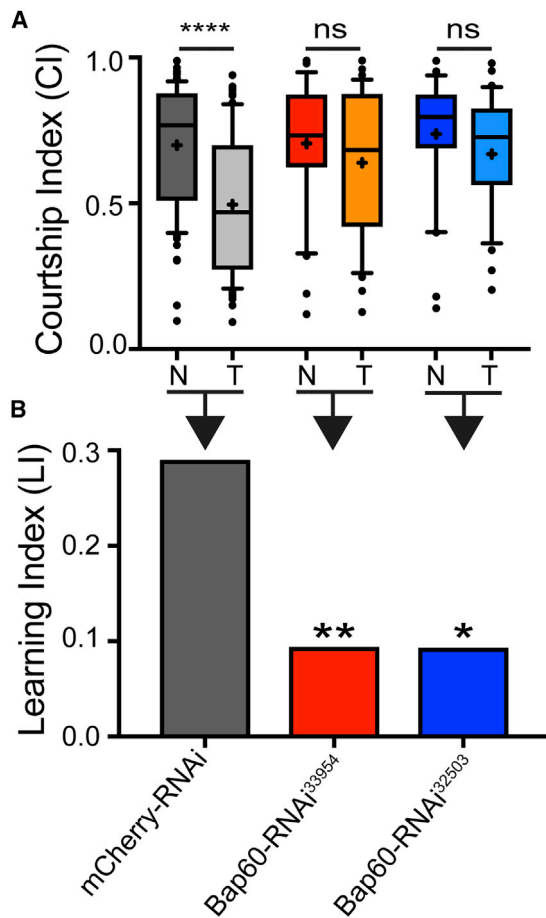 A
**** ns ns
Courtship Index (CI)
1.0
0.5
0.0
N T N T N T
B
Learning Index (LI)
0.3
0.2
0.1
0.0
** *
mCherry-RNAi
Bap60-RNAi³³⁹⁵⁴
Bap60-RNAi³²⁵⁰³